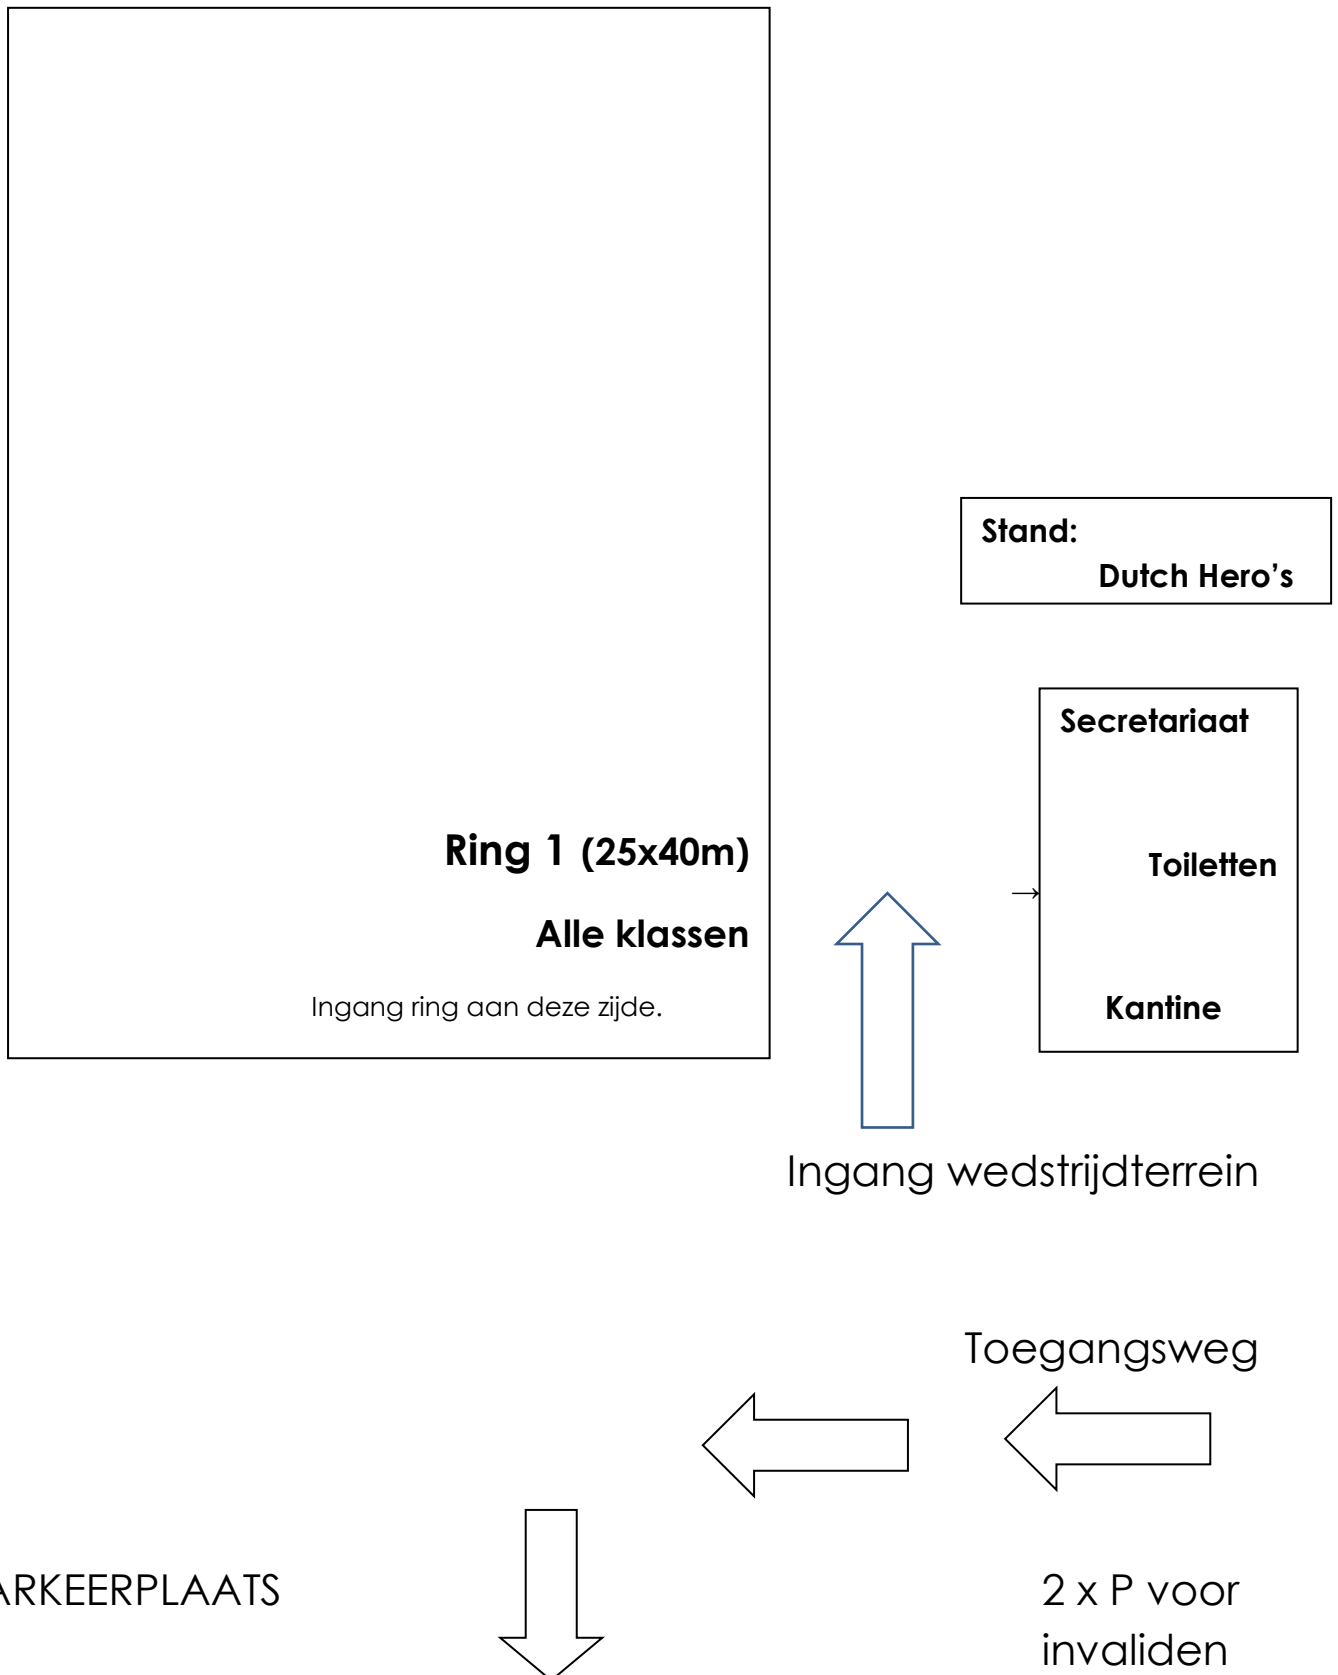 Stand:
Dutch Hero’s
Secretariaat
Ring 1 (25x40m)
Toiletten
→
Alle klassen
Ingang ring aan deze zijde.
Kantine
Ingang wedstrijdterrein
Toegangsweg
ARKEERPLAATS
2 x P voor
invaliden